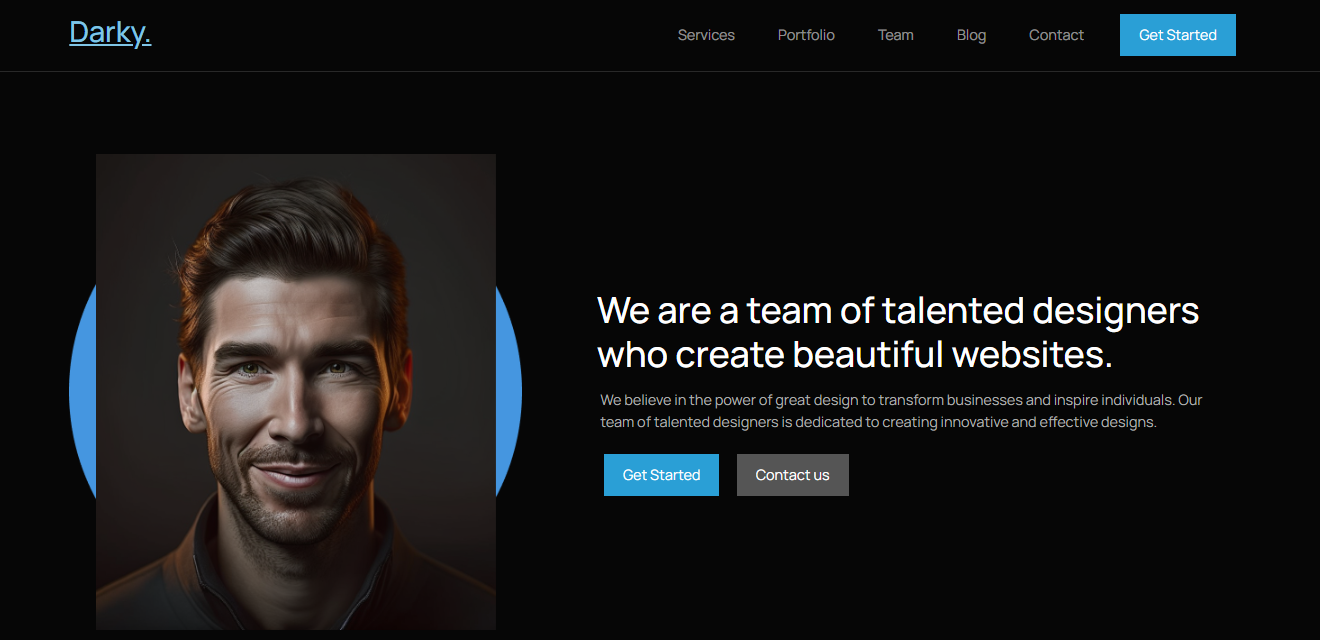 Darky.
Services Portfolio Team Blog Contact Get Started
We are a team of talented designers
who create beautiful websites.
We believe in the power of great design to transform businesses and inspire individuals. Our
team of talented designers is dedicated to creating innovative and effective designs.
Get Started Contact us